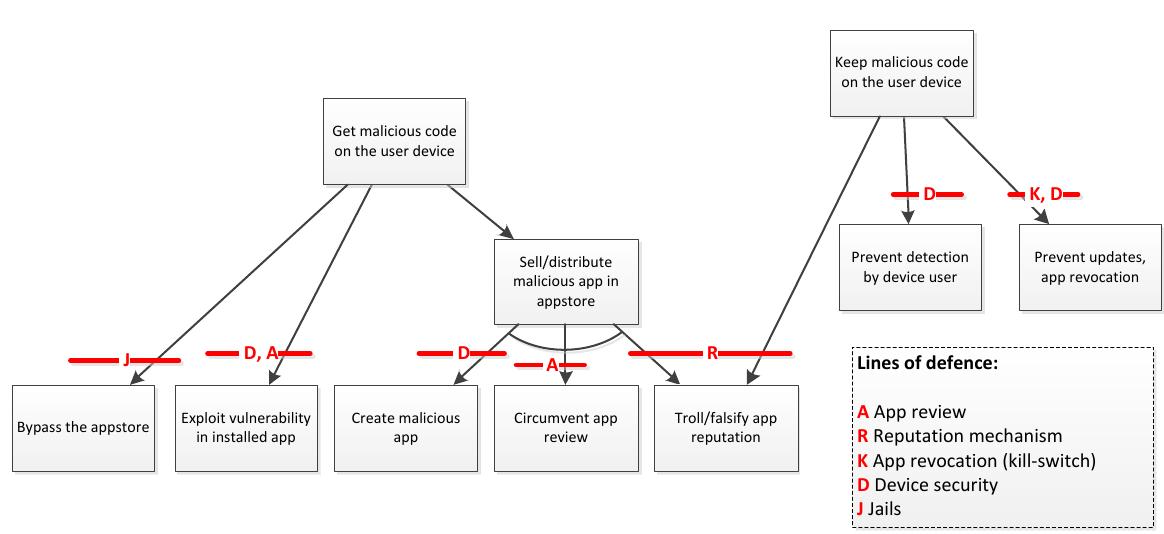 Keep malicious code
on the user device
Get malicious code
on the user device
D
K, D
Sell/distribute
malicious app in
appstore
Prevent detection
by device user
Prevent updates,
app revocation
J
D, A
D
A
R
Bypass the appstore
Exploit vulnerability
in installed app
Create malicious
app
Circumvent app
review
Troll/falsify app
reputation
Lines of defence:
A App review
R Reputation mechanism
K App revocation (kill-switch)
D Device security
J Jails